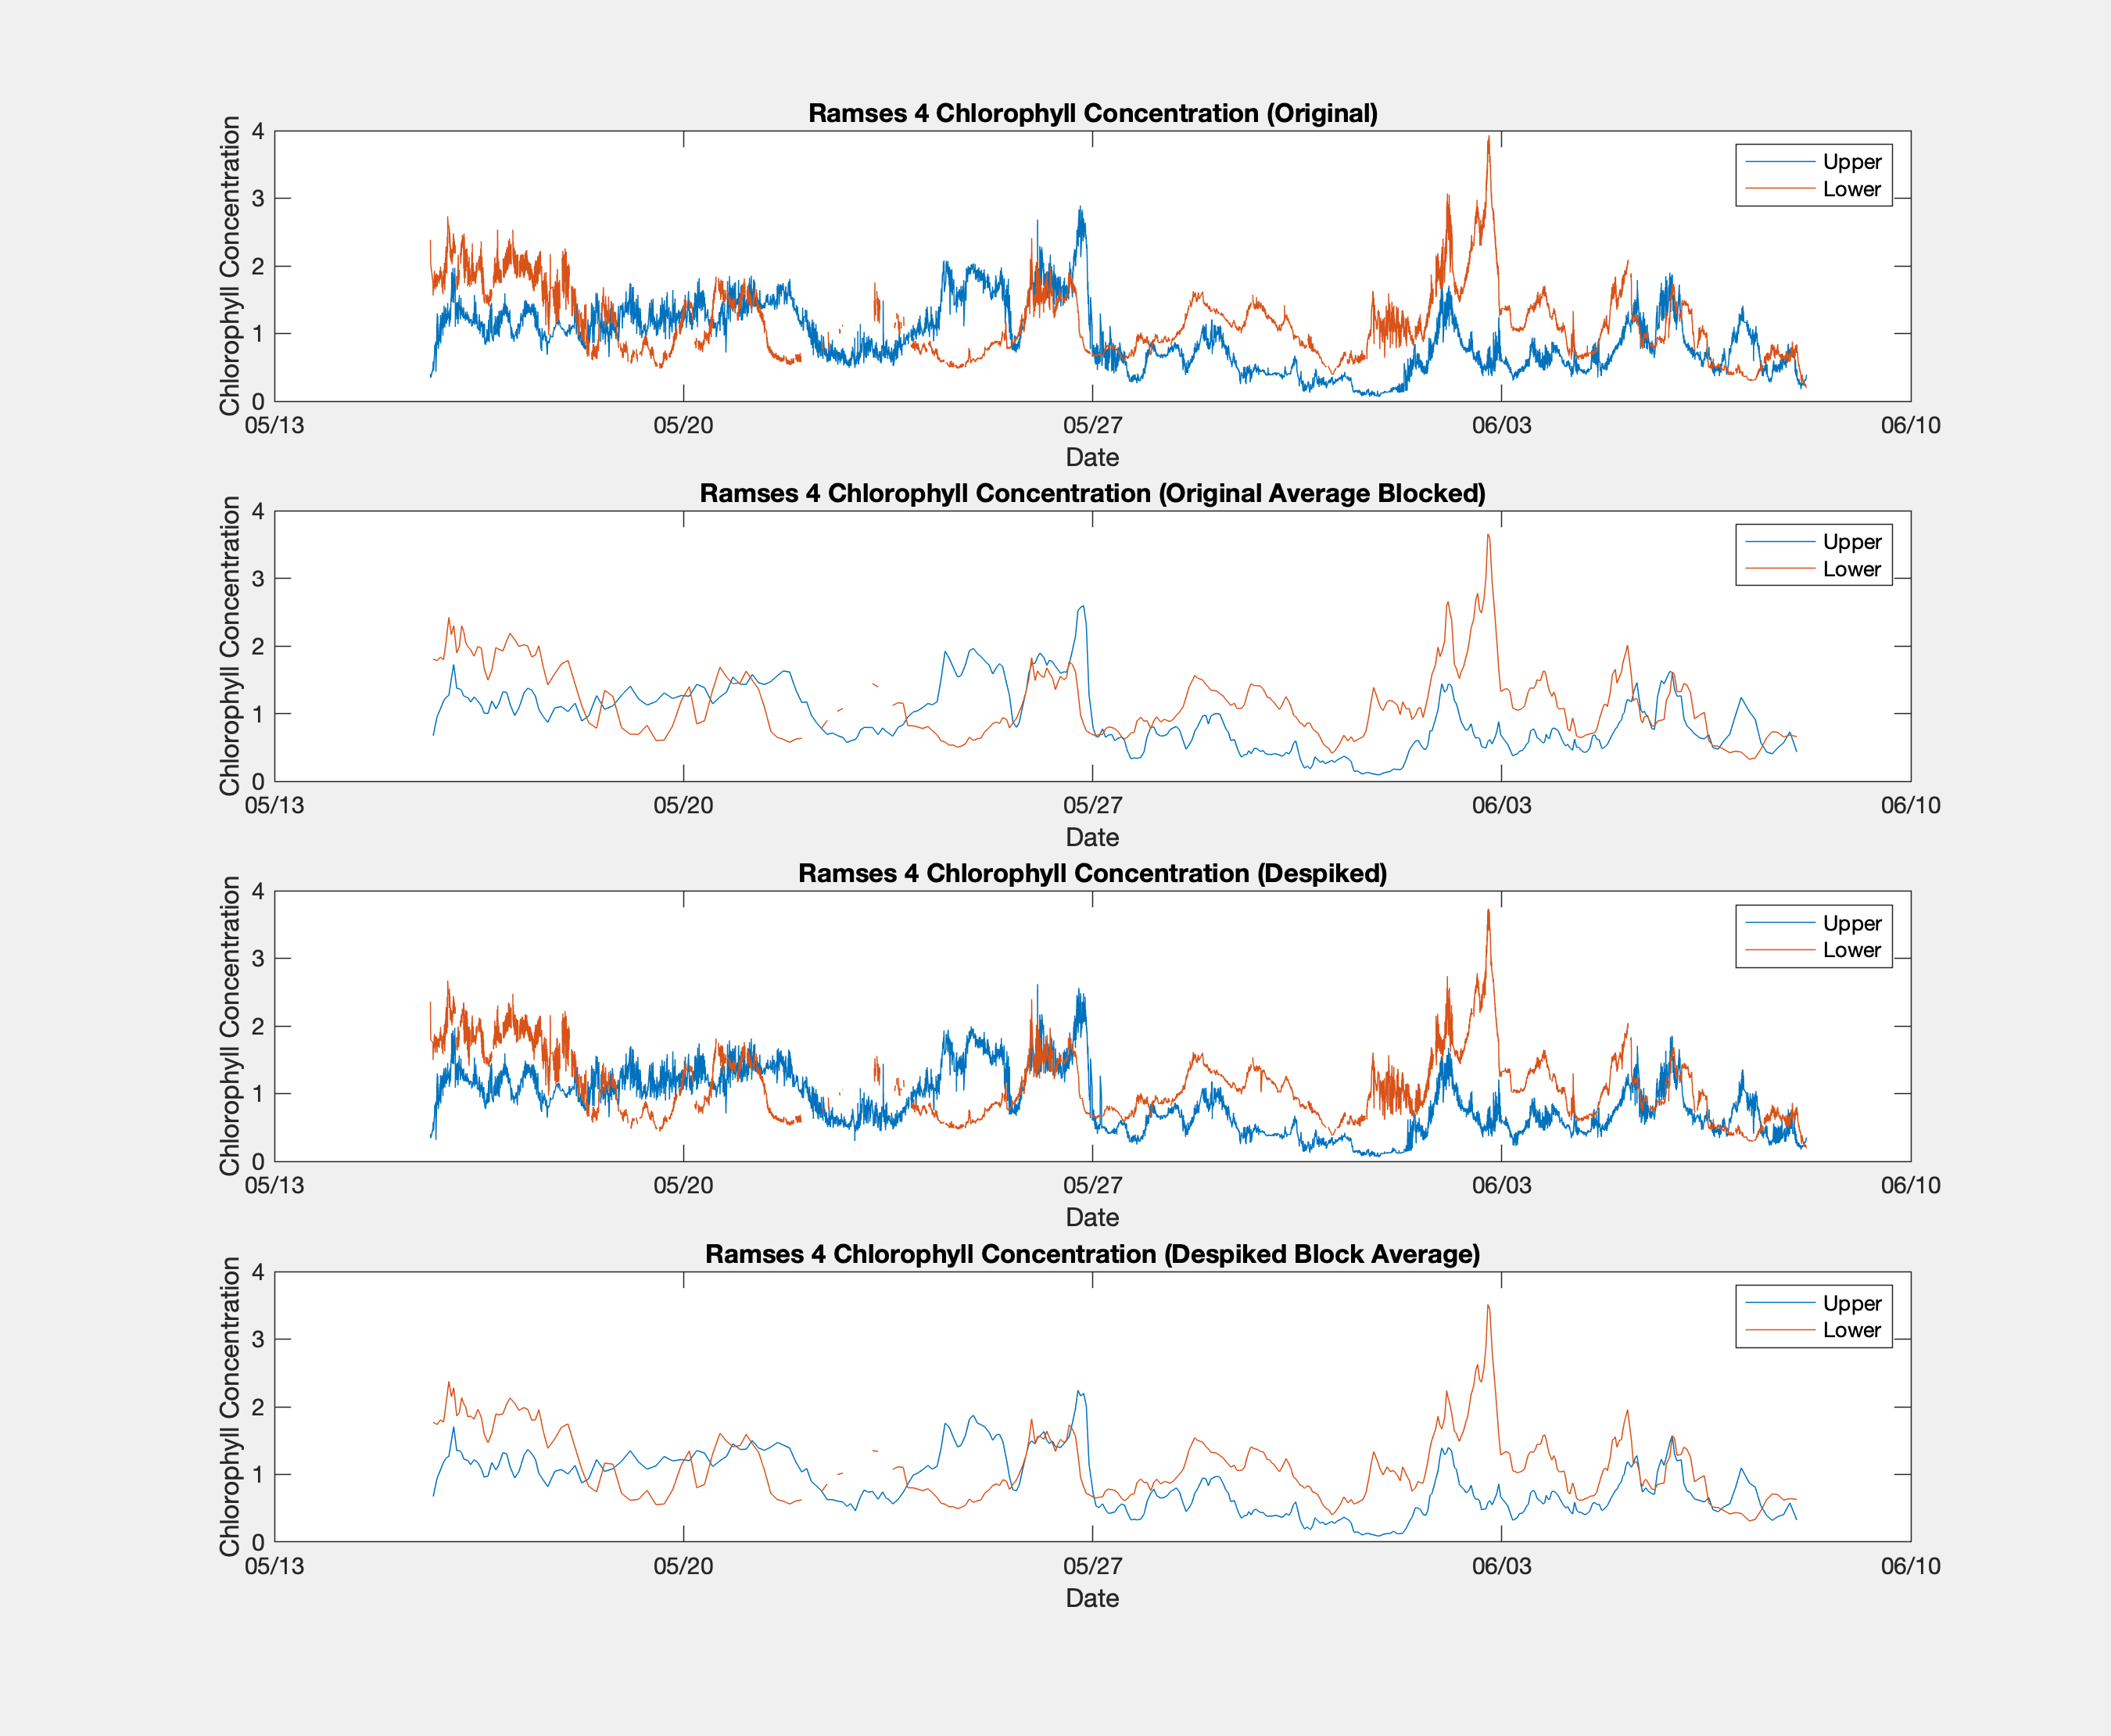 Ramses 4 Chlorophyll Concentration (Original)
Chlorophyll Concentration
4
3
2
1
0
Upper
Lower
05/13 05/20 05/27 06/03 06/10
Date
Ramses 4 Chlorophyll Concentration (Original Average Blocked)
Chlorophyll Concentration
4
3
2
1
0
Upper
Lower
05/13 05/20 05/27 06/03 06/10
Date
Ramses 4 Chlorophyll Concentration (Despiked)
Chlorophyll Concentration
4
3
2
1
0
Upper
Lower
05/13 05/20 05/27 06/03 06/10
Date
Ramses 4 Chlorophyll Concentration (Despiked Block Average)
Chlorophyll Concentration
4
3
2
1
0
Upper
Lower
05/13 05/20 05/27 06/03 06/10
Date